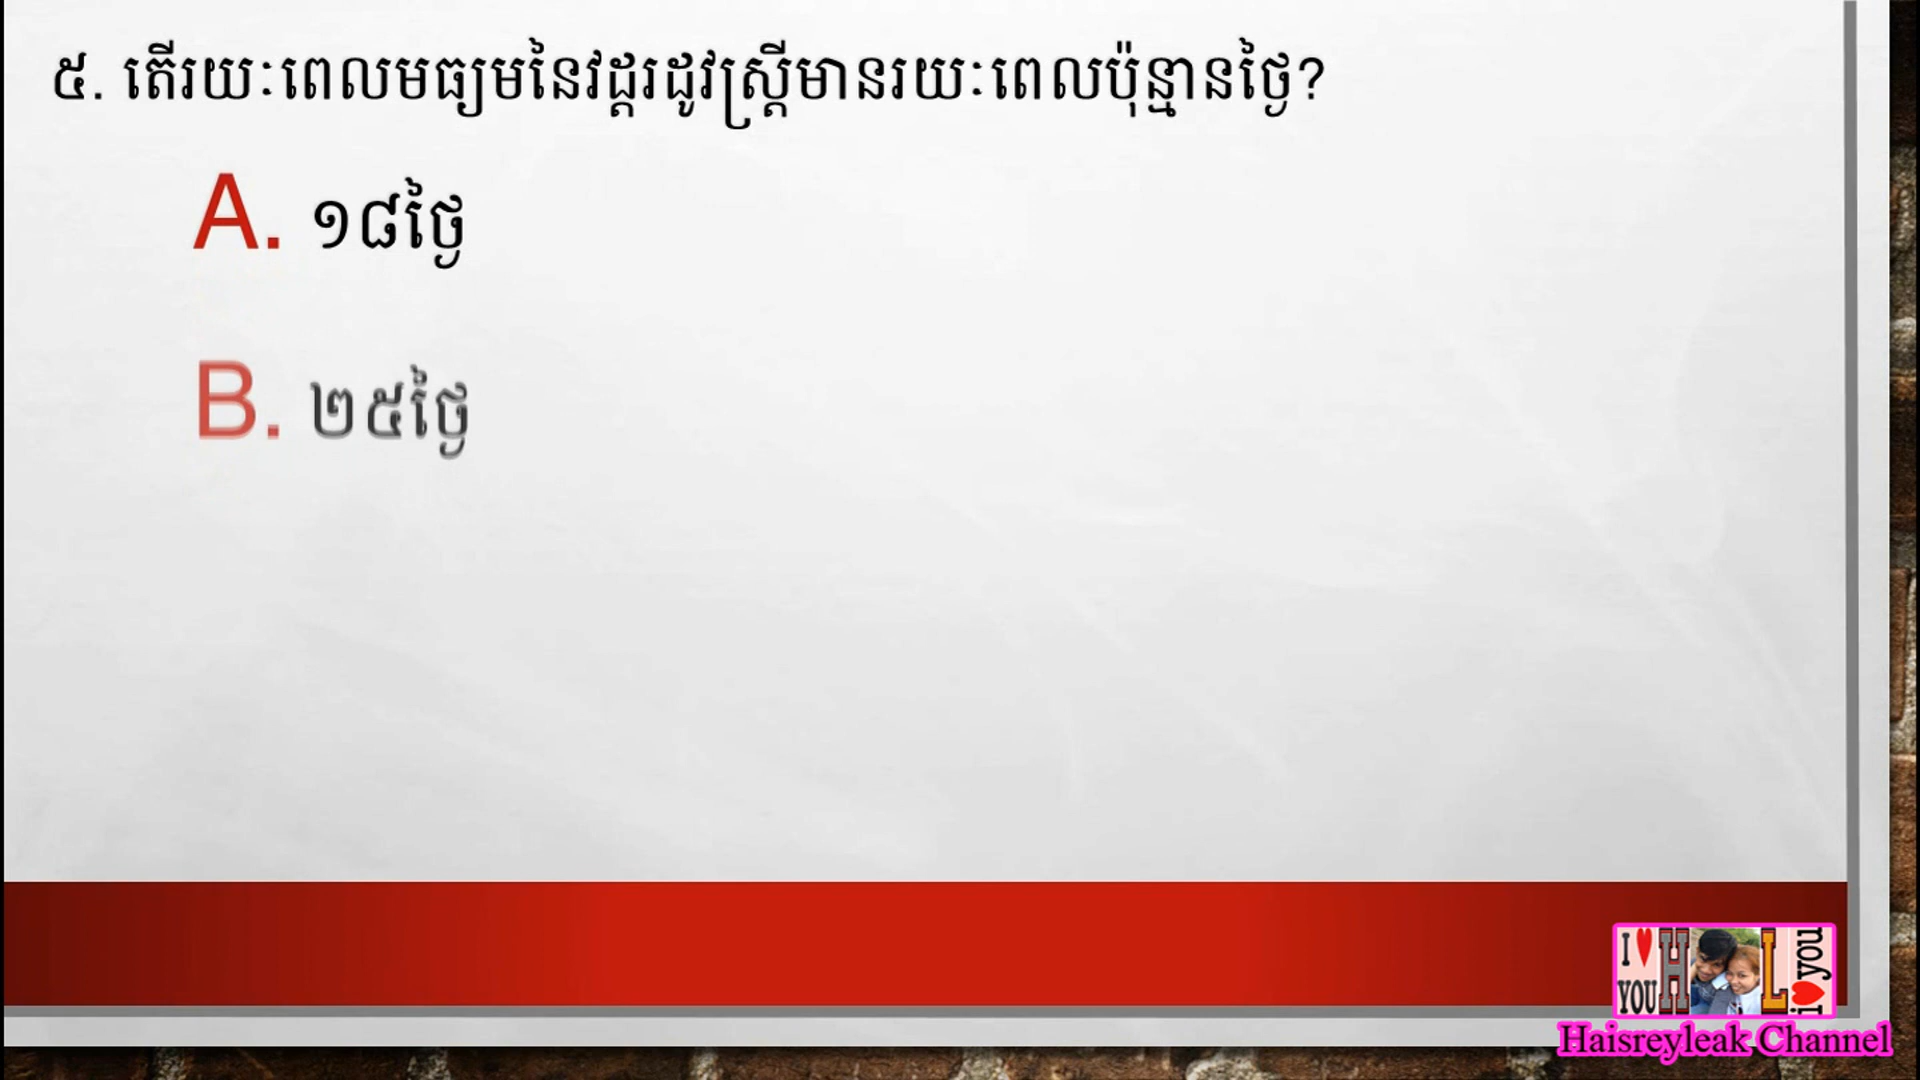 ៥. តើរយៈពេលមធ្យមនៃវដ្តរដូវស្ត្រីមានរយៈពេលប៉ុន្មានថ្ងៃ?
A. ១៨ថ្ងៃ
B. ២៥ថ្ងៃ
I ♥ YOU H L i ♥ you
Haisreyleak Channel